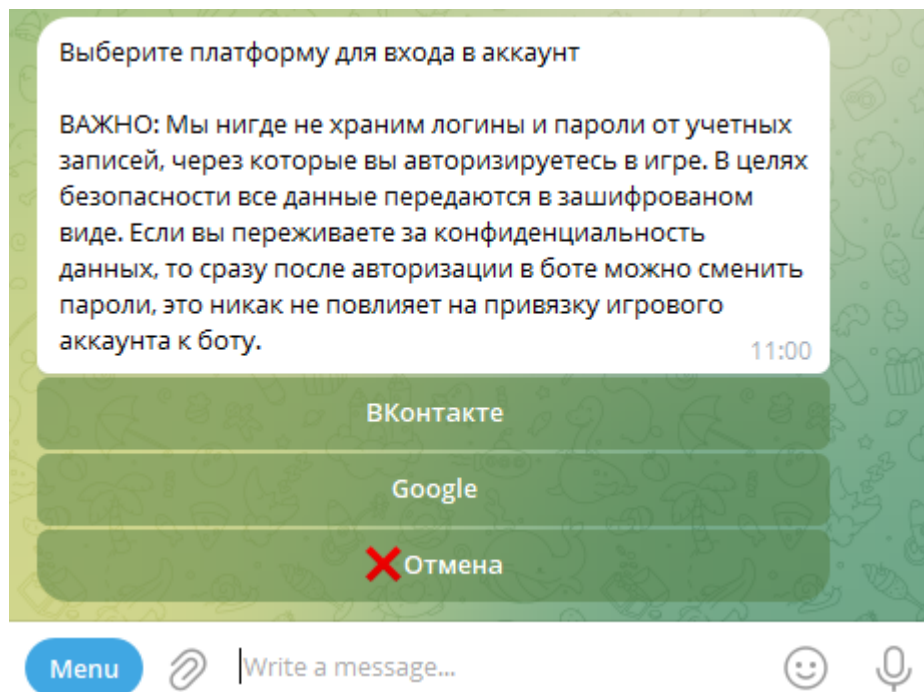 Выберите платформу для входа в аккаунт
ВАЖНО: Мы нигде не храним логины и пароли от учетных
записей, через которые вы авторизируетесь в игре. В целях
безопасности все данные передаются в зашифрованом
виде. Если вы переживаете за конфиденциальность
данных, то сразу после авторизации в боте можно сменить
пароли, это никак не повлияет на привязку игрового
аккаунта к боту.
11:00
ВКонтакте
Google
❌Отмена
Menu
Write a message...